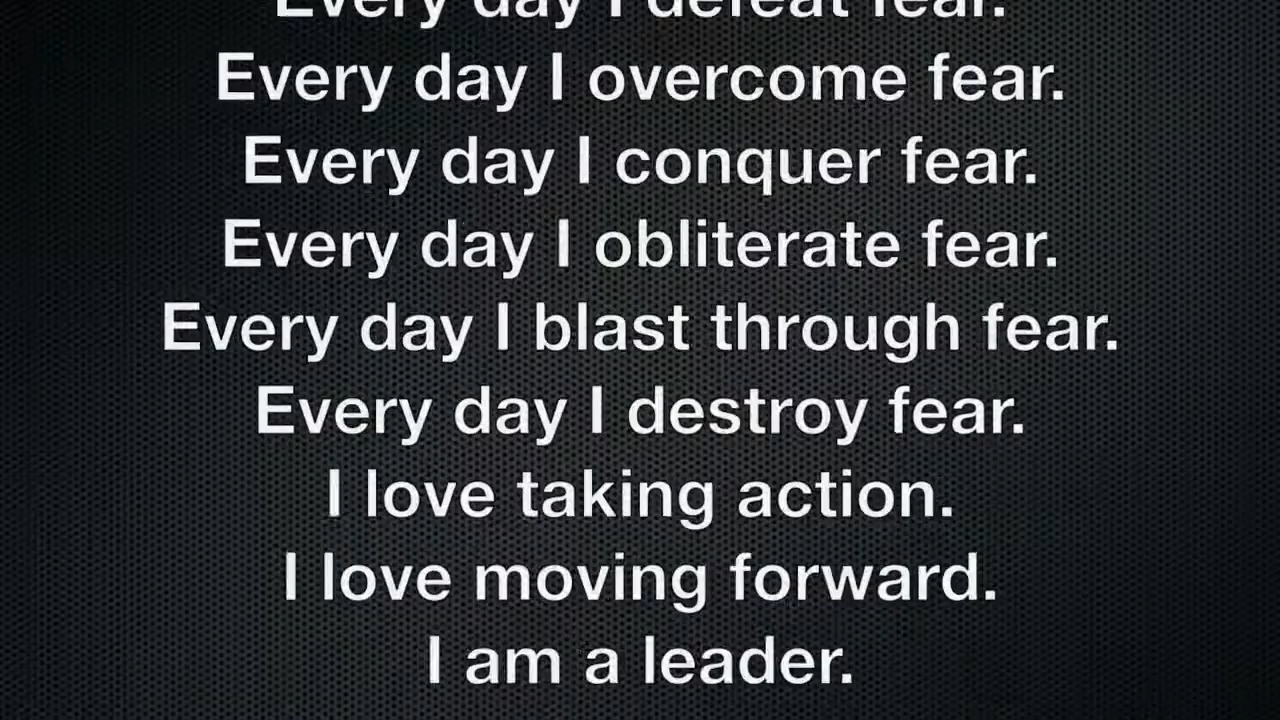 Every day I defeat fear.
Every day I overcome fear.
Every day I conquer fear.
Every day I obliterate fear.
Every day I blast through fear.
Every day I destroy fear.
I love taking action.
I love moving forward.
I am a leader.